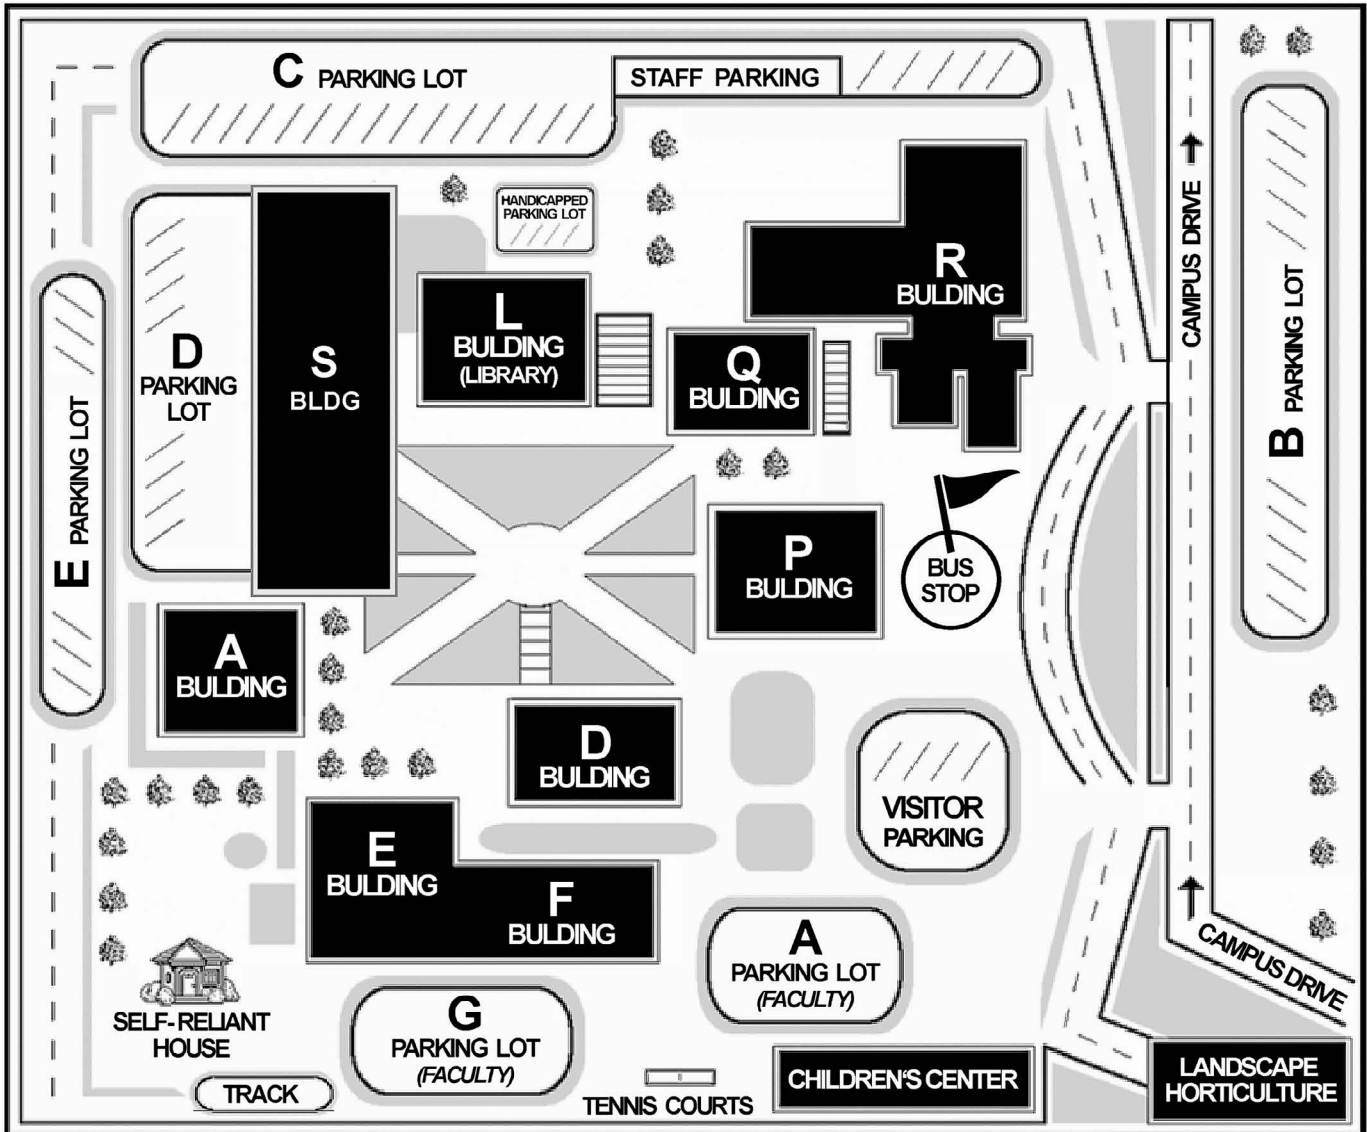 C PARKING LOT
STAFF PARKING
HANDICAPPED
PARKING LOT
CAMPUS DRIVE
B PARKING LOT
R
BULDING
L
BULDING
(LIBRARY)
Q
BULDING
S
BLDG
D
PARKING
LOT
E PARKING LOT
P
BULDING
BUS
STOP
A
BULDING
D
BULDING
VISITOR
PARKING
E
BULDING
F
BULDING
A
PARKING LOT
(FACULTY)
CAMPUS DRIVE
SELF-RELIANT
HOUSE
G
PARKING LOT
(FACULTY)
TRACK
TENNIS COURTS
CHILDREN'S CENTER
LANDSCAPE
HORTICULTURE